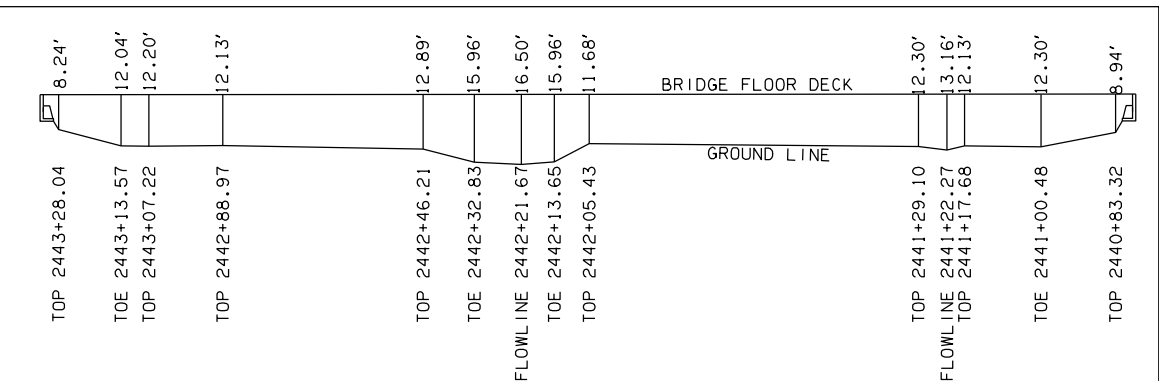 8.24'
12.04'
12.20'
12.13'
12.89'
15.96'
16.50'
15.96'
11.68'
12.30'
13.16'
12.13'
12.30'
8.94'
BRIDGE FLOOR DECK
GROUND LINE
TOP 2443+28.04
TOE 2443+13.57
TOP 2443+07.22
TOP 2442+88.97
TOP 2442+46.21
TOE 2442+32.83
FLOWLINE 2442+21.67
TOE 2442+13.65
TOP 2442+05.43
TOP 2441+29.10
FLOWLINE 2441+22.27
TOP 2441+17.68
TOE 2441+00.48
TOP 2440+83.32